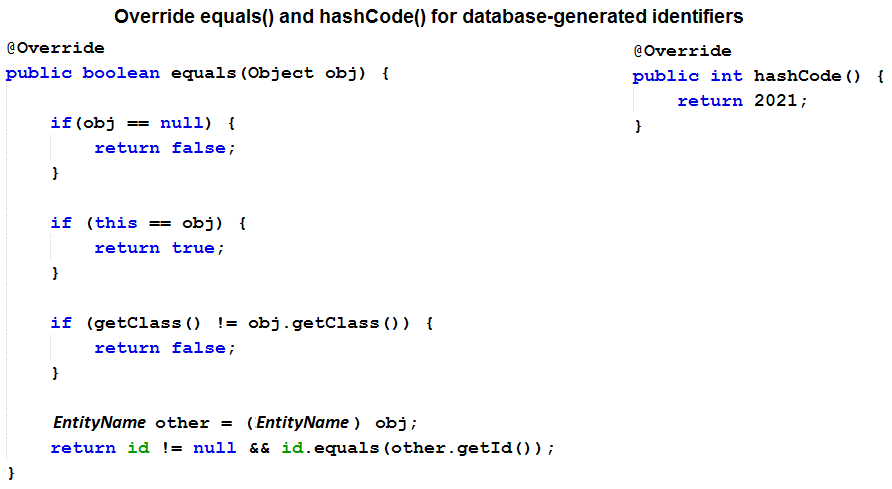 Override equals() and hashCode() for database-generated identifiers
@Override
public boolean equals(Object obj) {
if(obj == null) {
return false;
}
if (this == obj) {
return true;
}
if (getClass() != obj.getClass()) {
return false;
}
EntityName other = (EntityName) obj;
return id != null && id.equals(other.getId());
}
@Override
public int hashCode() {
return 2021;
}